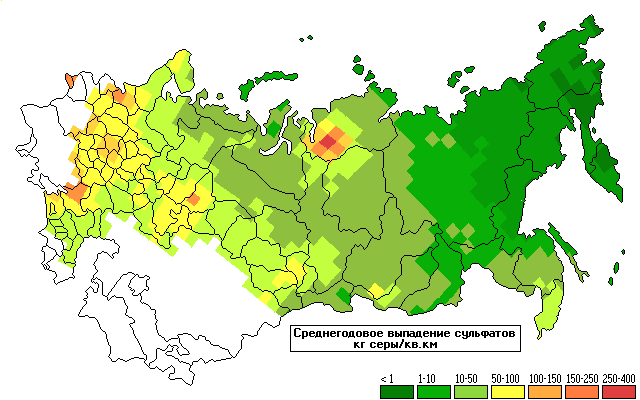 Среднегодовое выпадение сульфатов
кг серы/кв.км
< 1 1-10 10-50 50-100 100-150 150-250 250-400